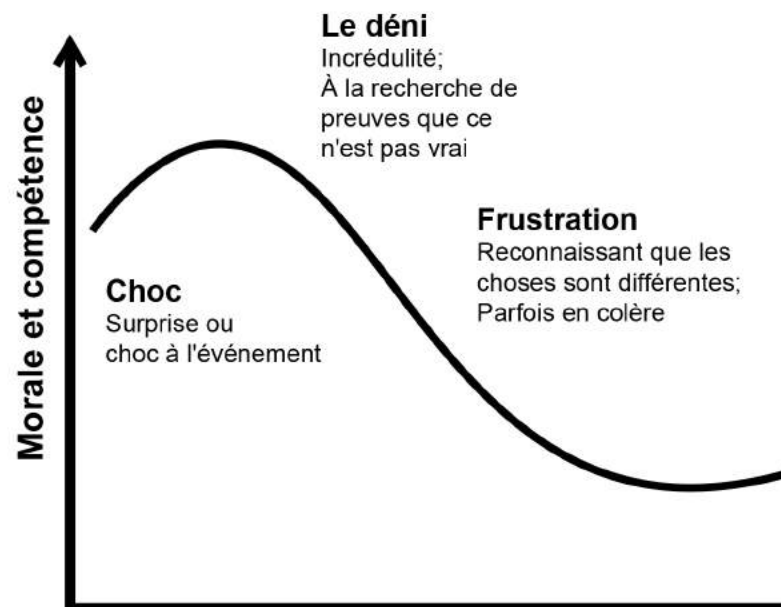 Le déni
Incrédulité;
À la recherche de
preuves que ce
n'est pas vrai
Frustration
Reconnaissant que les
choses sont différentes;
Parfois en colère
Choc
Surprise ou
choc à l'événement
Morale et compétence